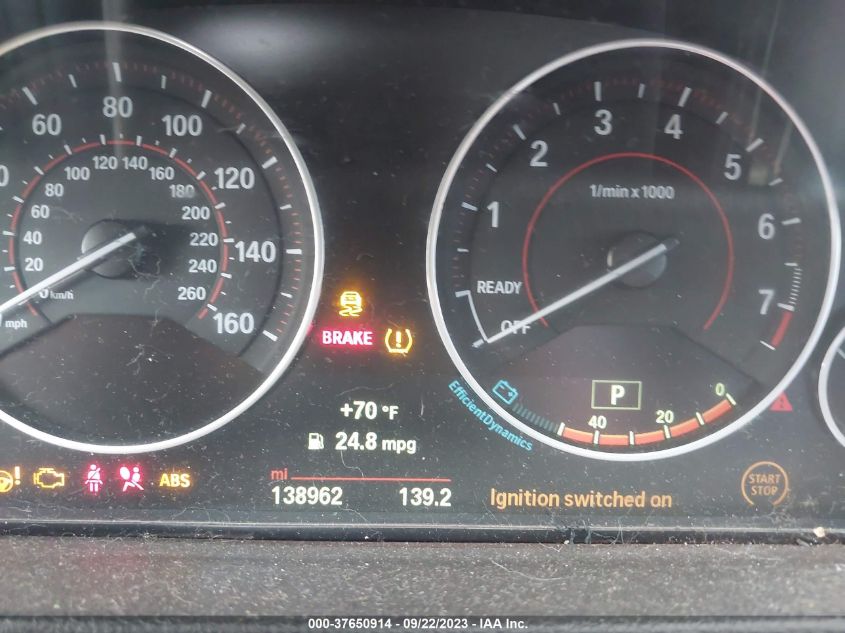 60 80 100 120 140 160
20 40 60 80 100 120 140 160 180 200 220 240 260
0 km/h
mph
1 2 3 4 5 6 7
1/min x 1000
READY
OFF
BRAKE
+70 °F
24.8 mpg
EfficientDynamics
P
40 20 0
ABS
mi
138962 139.2
Ignition switched on
START
STOP
000-37650914 - 09/22/2023 - IAA Inc.